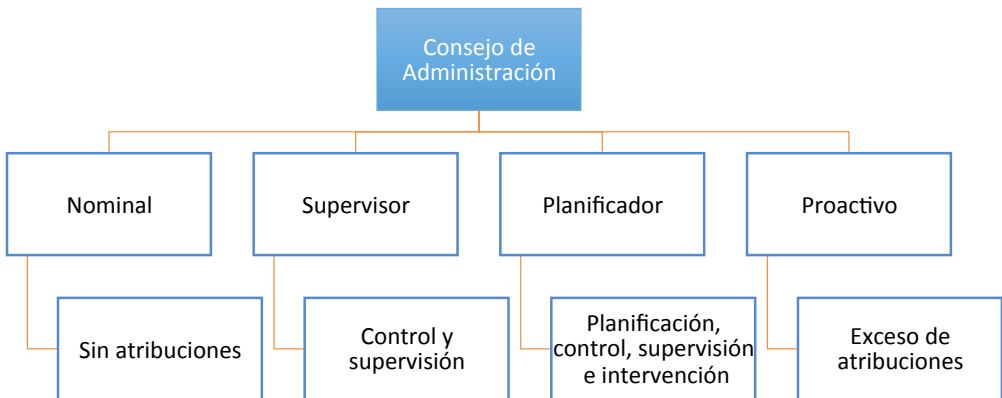 Consejo de
Administración
Nominal
Supervisor
Planificador
Proactivo
Sin atribuciones
Control y
supervisión
Planificación,
control, supervisión
e intervención
Exceso de
atribuciones